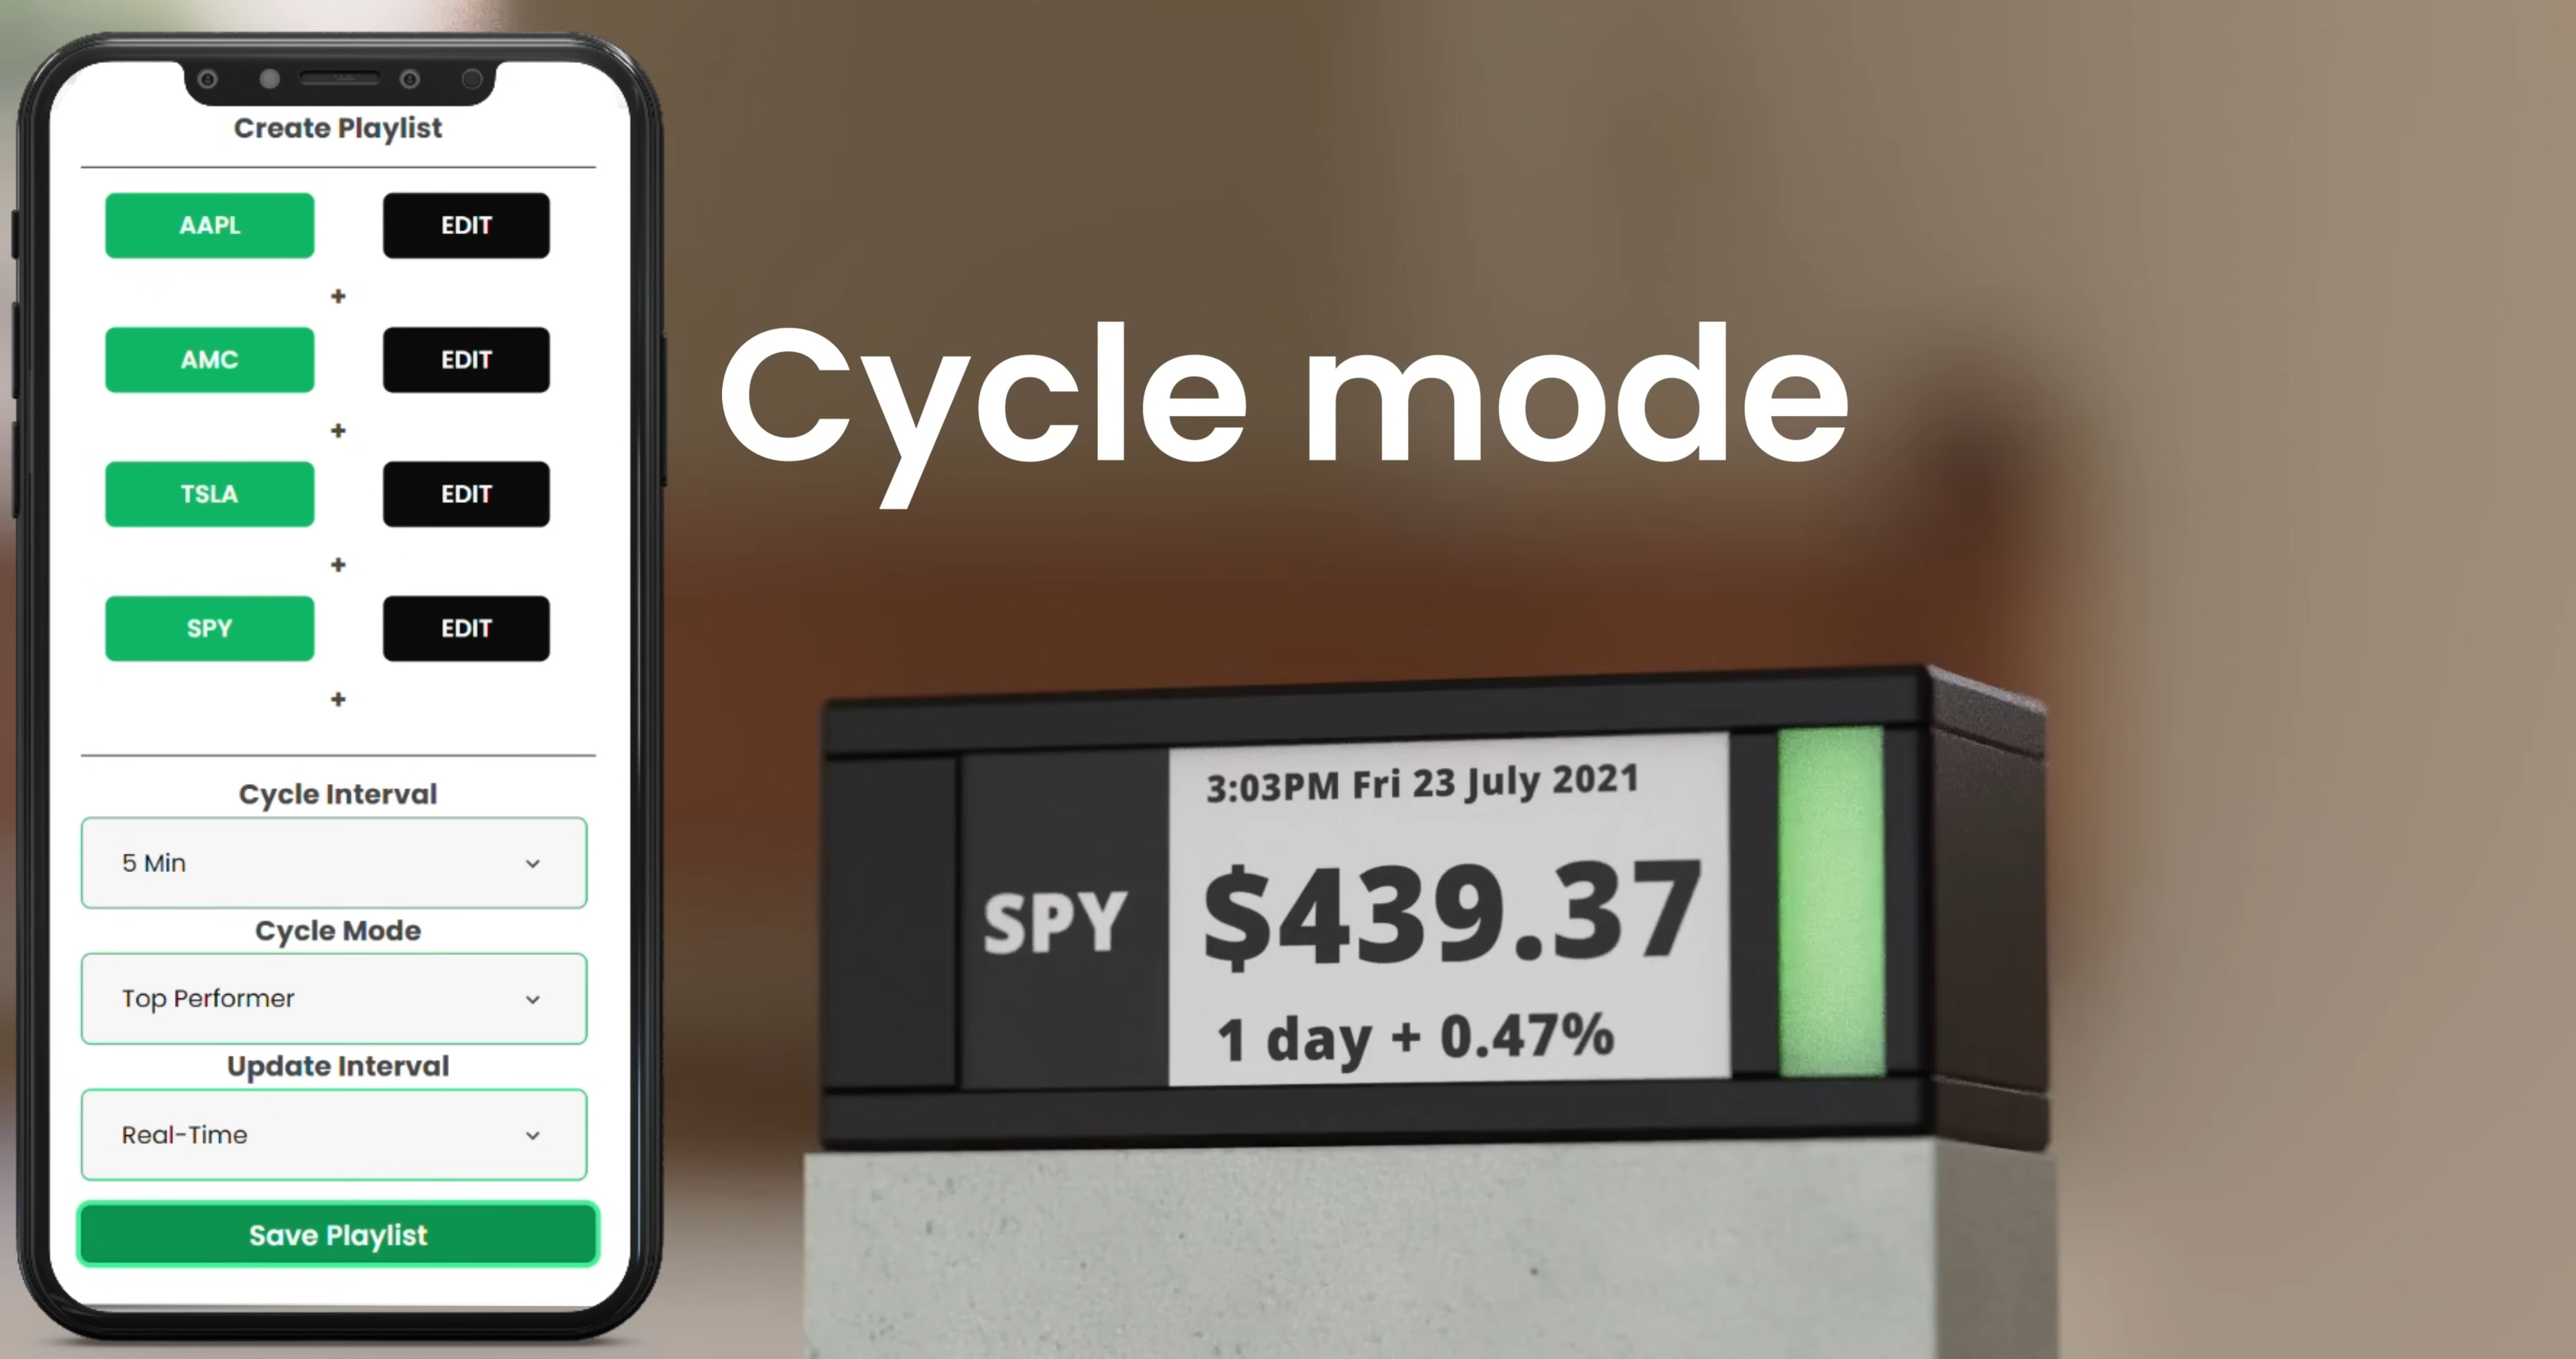 Create Playlist
AAPL EDIT
+
AMC EDIT
+
TSLA EDIT
+
SPY EDIT
+
Cycle Interval
5 Min
Cycle Mode
Top Performer
Update Interval
Real-Time
Save Playlist
Cycle mode
3:03PM Fri 23 July 2021
SPY $439.37
1 day + 0.47%